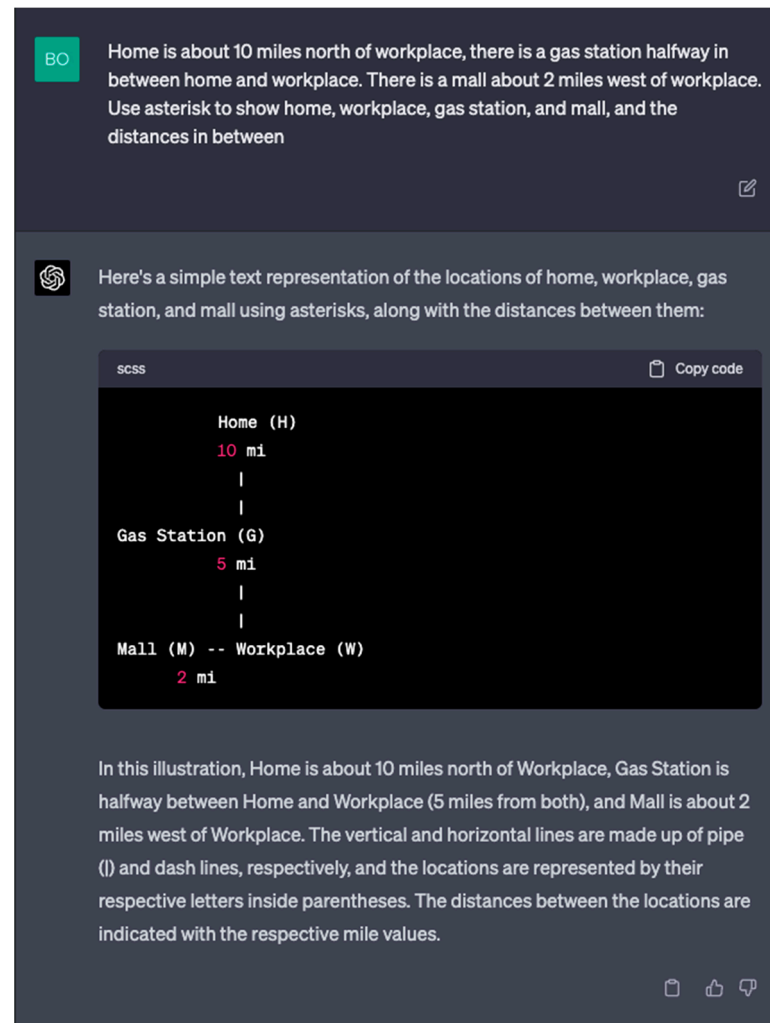 BO
Home is about 10 miles north of workplace, there is a gas station halfway in
between home and workplace. There is a mall about 2 miles west of workplace.
Use asterisk to show home, workplace, gas station, and mall, and the
distances in between
Here's a simple text representation of the locations of home, workplace, gas
station, and mall using asterisks, along with the distances between them:
scss Copy code
Home (H)
10 mi
|
|
Gas Station (G)
5 mi
|
|
Mall (M) -- Workplace (W)
2 mi
In this illustration, Home is about 10 miles north of Workplace, Gas Station is
halfway between Home and Workplace (5 miles from both), and Mall is about 2
miles west of Workplace. The vertical and horizontal lines are made up of pipe
(|) and dash lines, respectively, and the locations are represented by their
respective letters inside parentheses. The distances between the locations are
indicated with the respective mile values.